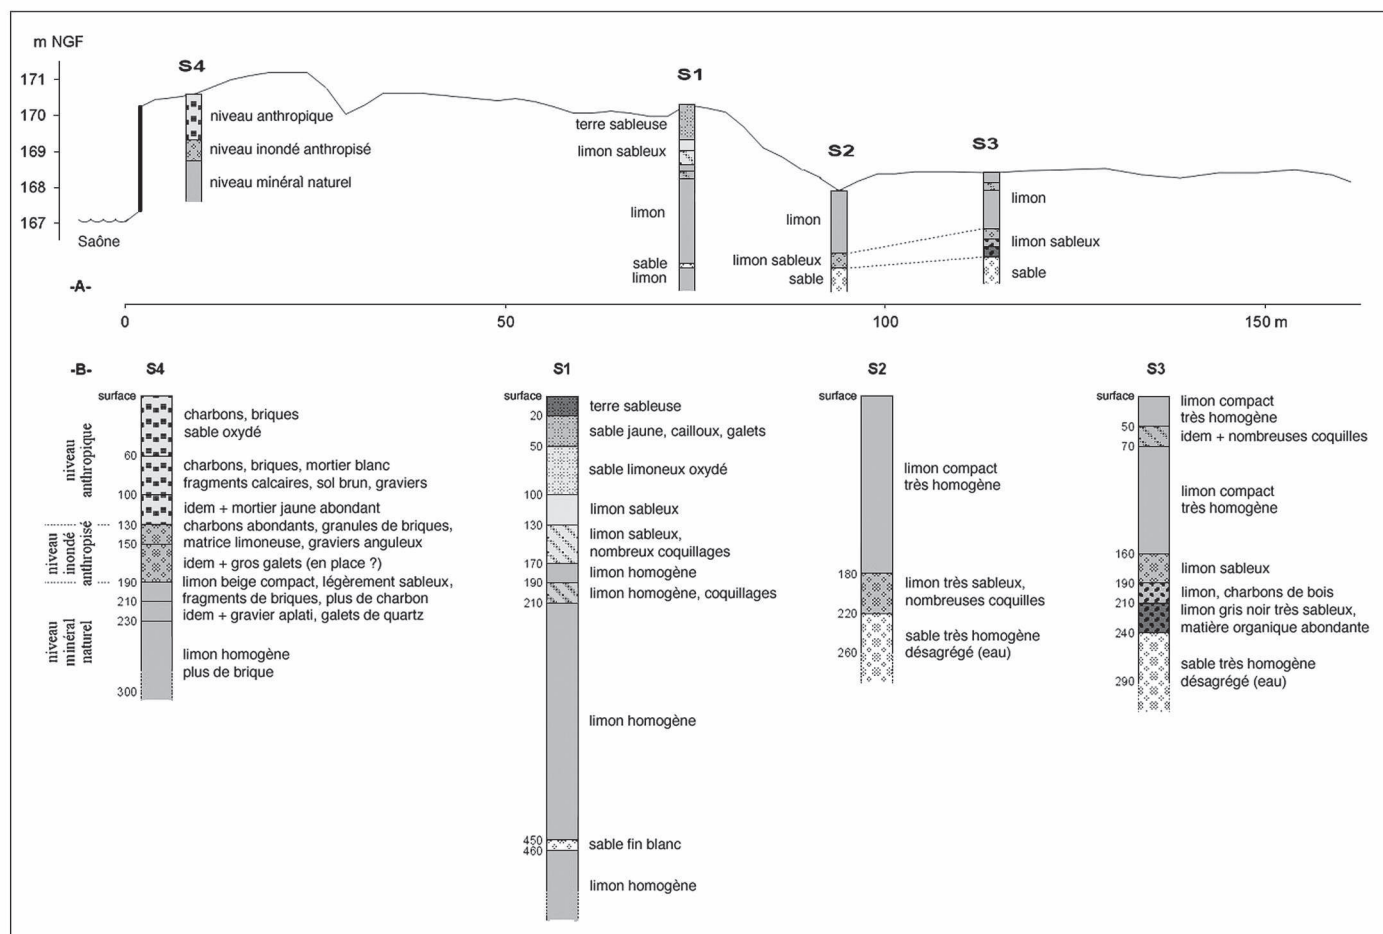 m NGF
171
170
169
168
167
Saône
-A-
S4
niveau anthropique
niveau inondé anthropisé
niveau minéral naturel
S1
terre sableuse
limon sableux
limon
sable
limon
S2
limon
limon sableux
sable
S3
limon
limon sableux
sable
0
50
100
150 m
-B-
S4
surface
60
100
130
150
190
210
230
300
niveau
anthropique
niveau
inondé
anthropisé
niveau
minéral
naturel
charbons, briques
sable oxydé
charbons, briques, mortier blanc
fragments calcaires, sol brun, graviers
idem + mortier jaune abondant
charbons abondants, granules de briques,
matrice limoneuse, graviers anguleux
idem + gros galets (en place ?)
limon beige compact, légèrement sableux,
fragments de briques, plus de charbon
idem + gravier aplati, galets de quartz
limon homogène
plus de brique
S1
surface
20
50
100
130
170
190
210
450
460
terre sableuse
sable jaune, cailloux, galets
sable limoneux oxydé
limon sableux
limon sableux,
nombreux coquillages
limon homogène
limon homogène, coquillages
limon homogène
sable fin blanc
limon homogène
S2
surface
180
220
260
limon compact
très homogène
limon très sableux,
nombreuses coquilles
sable très homogène
désagrégé (eau)
S3
surface
50
70
160
190
210
240
290
limon compact
très homogène
idem + nombreuses coquilles
limon compact
très homogène
limon sableux
limon, charbons de bois
limon gris noir très sableux,
matière organique abondante
sable très homogène
désagrégé (eau)